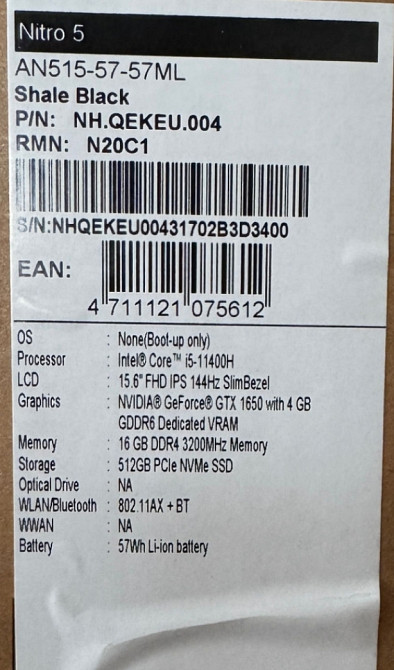 Nitro 5
AN515-57-57ML
Shale Black
P/N: NH.QEKEU.004
RMN: N20C1
S/N:NHQEKEU00431702B3D3400
EAN:
4 711121 075612
OS : None(Boot-up only)
Processor : Intel® Core™ i5-11400H
LCD : 15.6" FHD IPS 144Hz SlimBezel
Graphics : NVIDIA® GeForce® GTX 1650 with 4 GB
GDDR6 Dedicated VRAM
Memory : 16 GB DDR4 3200MHz Memory
Storage : 512GB PCIe NVMe SSD
Optical Drive : NA
WLAN/Bluetooth : 802.11AX + BT
WWAN : NA
Battery : 57Wh Li-ion battery